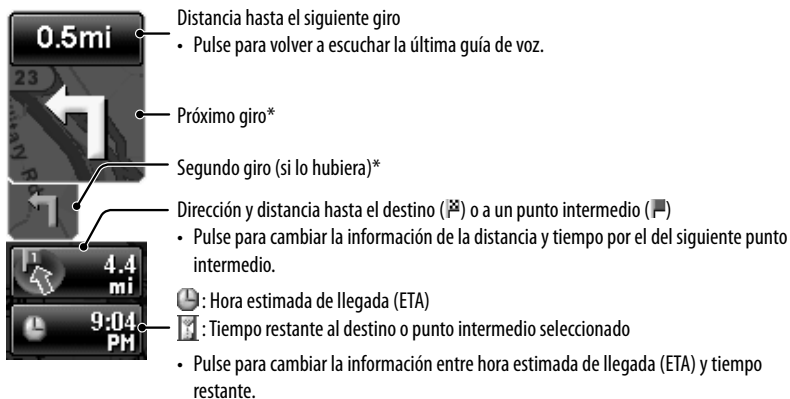 Distancia hasta el siguiente giro
0.5mi
• Pulse para volver a escuchar la última guía de voz.
23
Próximo giro*
Military Rd
Segundo giro (si lo hubiera)*
Dirección y distancia hasta el destino ( ) o a un punto intermedio ( )
• Pulse para cambiar la información de la distancia y tiempo por el del siguiente punto
intermedio.
1
4.4
mi
: Hora estimada de llegada (ETA)
9:04
PM
: Tiempo restante al destino o punto intermedio seleccionado
• Pulse para cambiar la información entre hora estimada de llegada (ETA) y tiempo
restante.